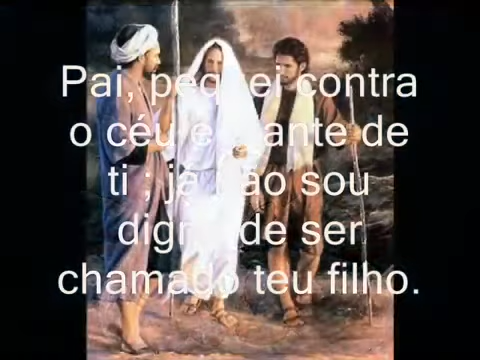 Pai, pequei contra
o céu e diante de
ti ; já não sou
digno de ser
chamado teu filho.